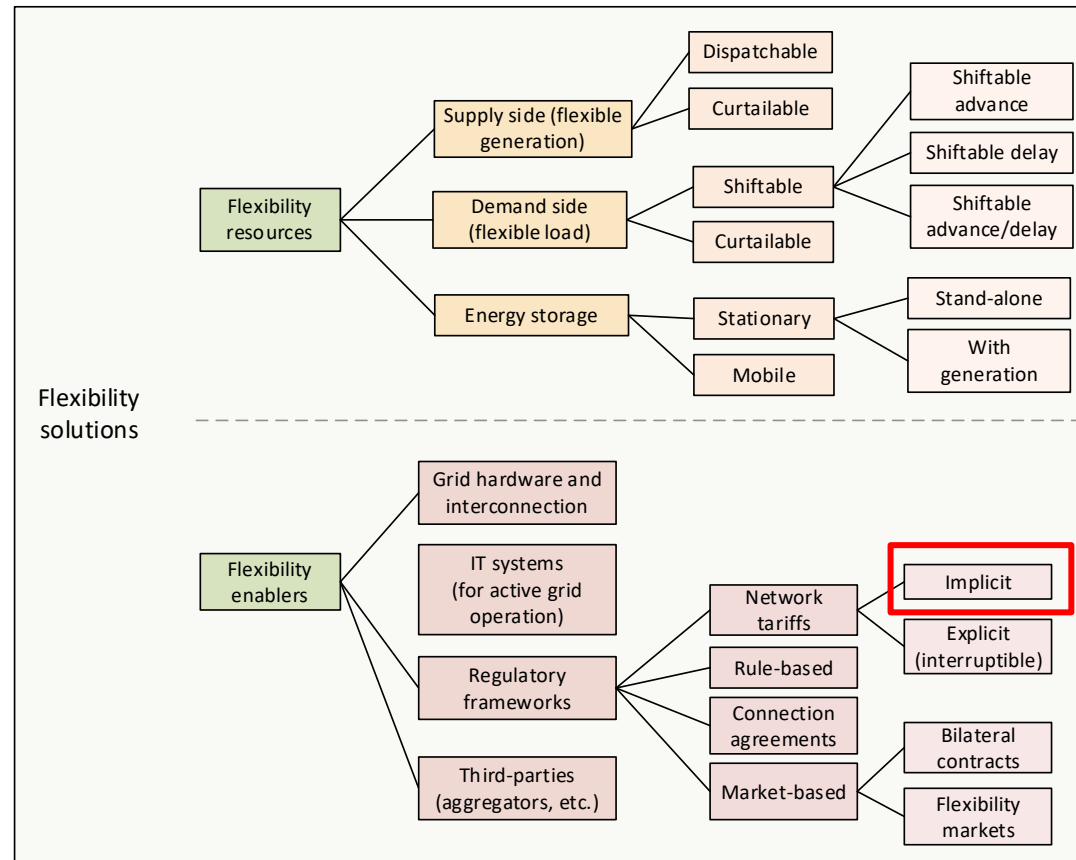 Flexibility
solutions
Flexibility
resources
Supply side (flexible
generation)
Dispatchable
Curtailable
Demand side
(flexible load)
Shiftable
Shiftable
advance
Shiftable delay
Shiftable
advance/delay
Curtailable
Energy storage
Stationary
Stand-alone
With
generation
Mobile
Flexibility
enablers
Grid hardware and
interconnection
IT systems
(for active grid
operation)
Regulatory
frameworks
Network
tariffs
Implicit
Explicit
(interruptible)
Rule-based
Connection
agreements
Market-based
Bilateral
contracts
Flexibility
markets
Third-parties
(aggregators, etc.)